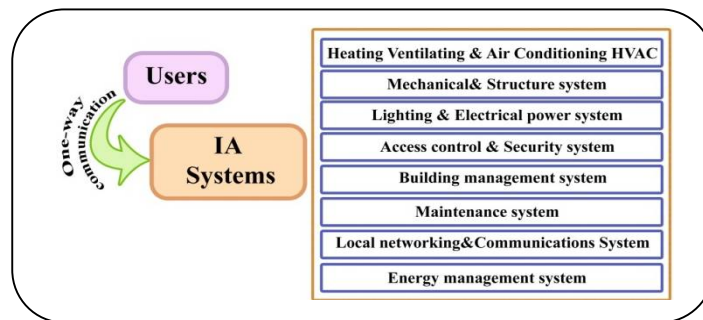 Users
One-way
communication
IA
Systems
Heating Ventilating & Air Conditioning HVAC
Mechanical& Structure system
Lighting & Electrical power system
Access control & Security system
Building management system
Maintenance system
Local networking&Communications System
Energy management system